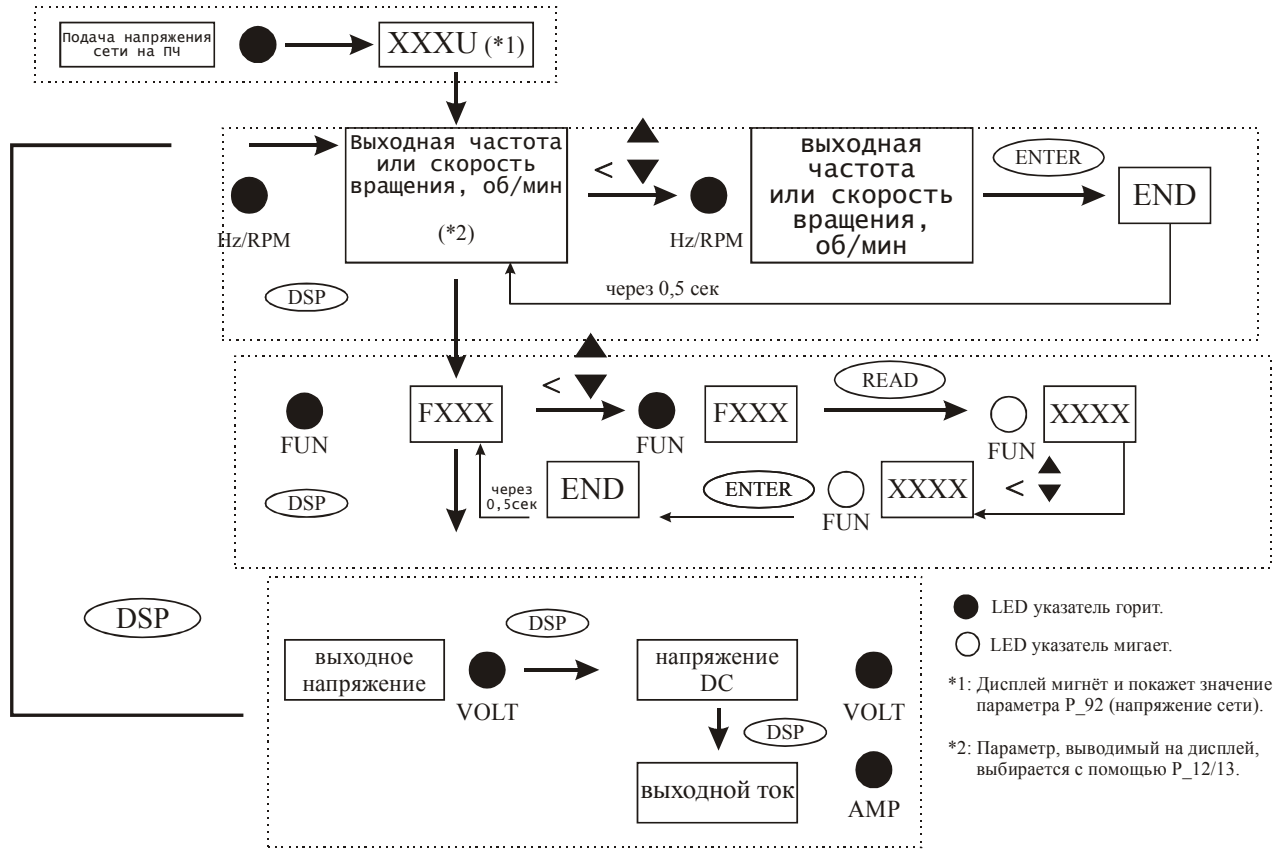 Подача напряжения
сети на ПЧ
XXXU (*1)
Выходная частота
или скорость
вращения, об/мин
(*2)
Hz/RPM
DSP
<
Hz/RPM
выходная
частота
или скорость
вращения,
об/мин
ENTER
END
через 0,5 сек
FUN
DSP
FXXX
<
FUN
FXXX
READ
FUN
XXXX
<
XXXX
FUN
ENTER
END
через
0,5сек
DSP
выходное
напряжение
VOLT
DSP
напряжение
DC
VOLT
DSP
выходной ток
AMP
LED указатель горит.
LED указатель мигает.
*1: Дисплей мигнёт и покажет значение
параметра P_92 (напряжение сети).
*2: Параметр, выводимый на дисплей,
выбирается с помощью P_12/13.